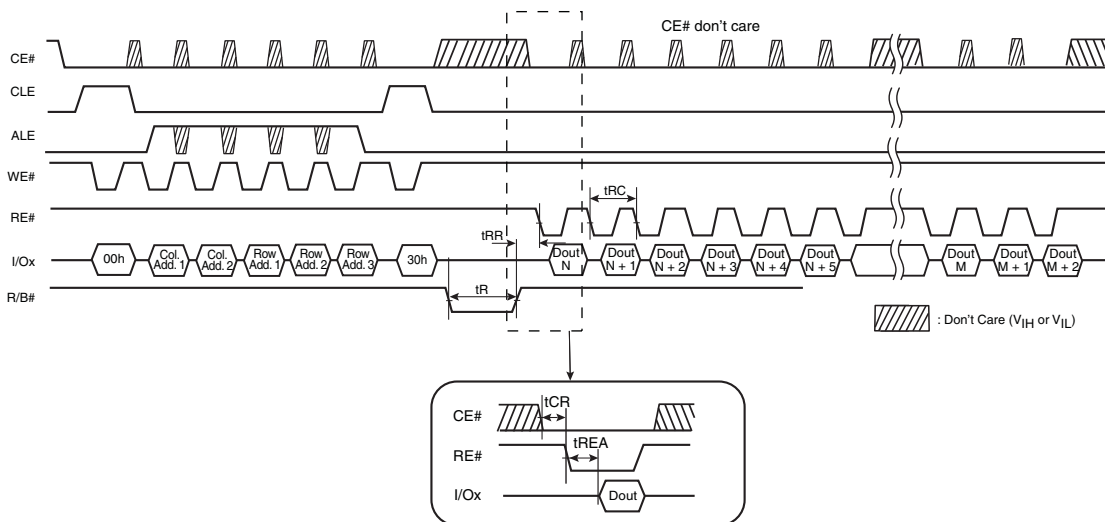 CE# don't care
CE#
CLE
ALE
WE#
tRC
RE#
tRR
I/Ox
00h
Col. Add. 1
Col. Add. 2
Row Add. 1
Row Add. 2
Row Add. 3
30h
Dout N
Dout N + 1
Dout N + 2
Dout N + 3
Dout N + 4
Dout N + 5
Dout M
Dout M + 1
Dout M + 2
tR
R/B#
: Don't Care (VIH or VIL)
tCR
CE#
tREA
RE#
I/Ox
Dout